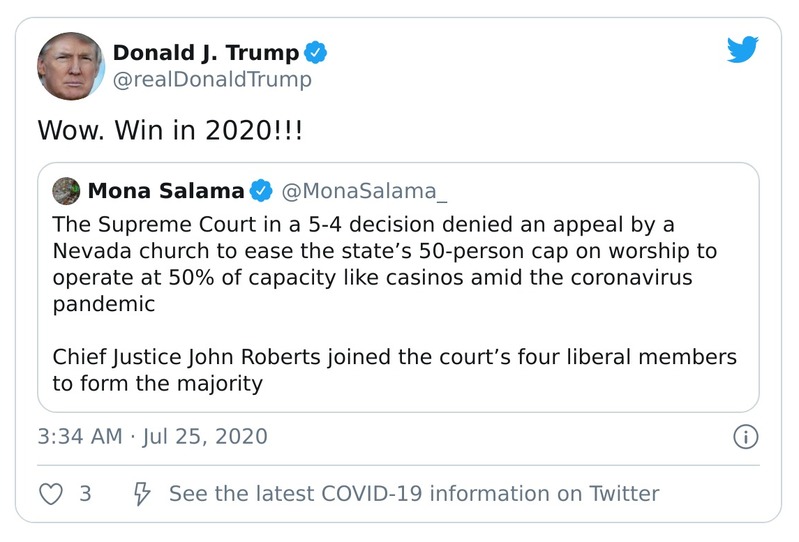 Donald J. Trump
@realDonaldTrump
Wow. Win in 2020!!!
Mona Salama @MonaSalama_
The Supreme Court in a 5-4 decision denied an appeal by a
Nevada church to ease the state’s 50-person cap on worship to
operate at 50% of capacity like casinos amid the coronavirus
pandemic
Chief Justice John Roberts joined the court’s four liberal members
to form the majority
3:34 AM · Jul 25, 2020
3 See the latest COVID-19 information on Twitter